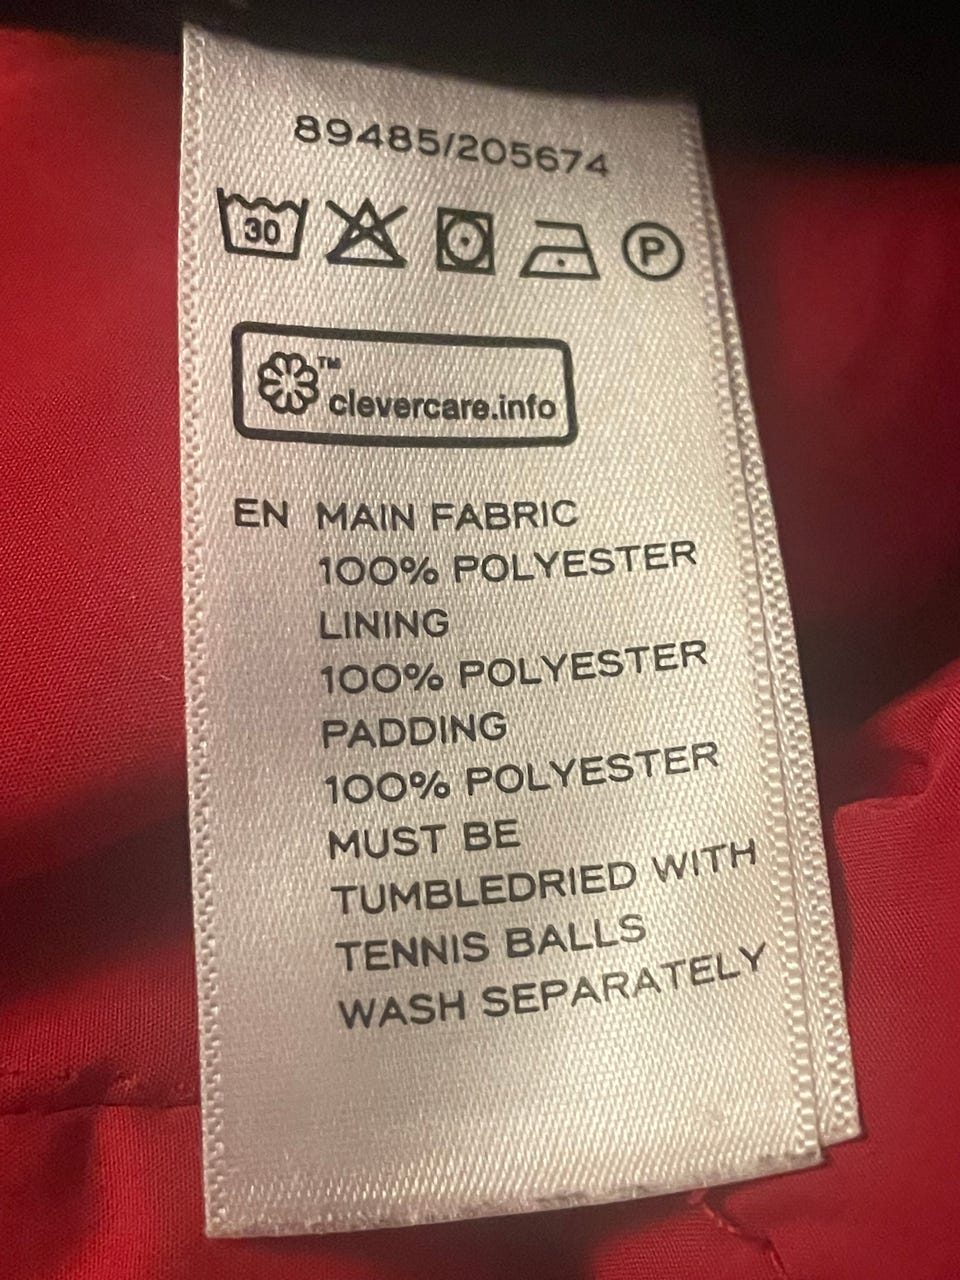 89485/205674
30 P
™
clevercare.info
EN MAIN FABRIC
100% POLYESTER
LINING
100% POLYESTER
PADDING
100% POLYESTER
MUST BE
TUMBLEDRIED WITH
TENNIS BALLS
WASH SEPARATELY